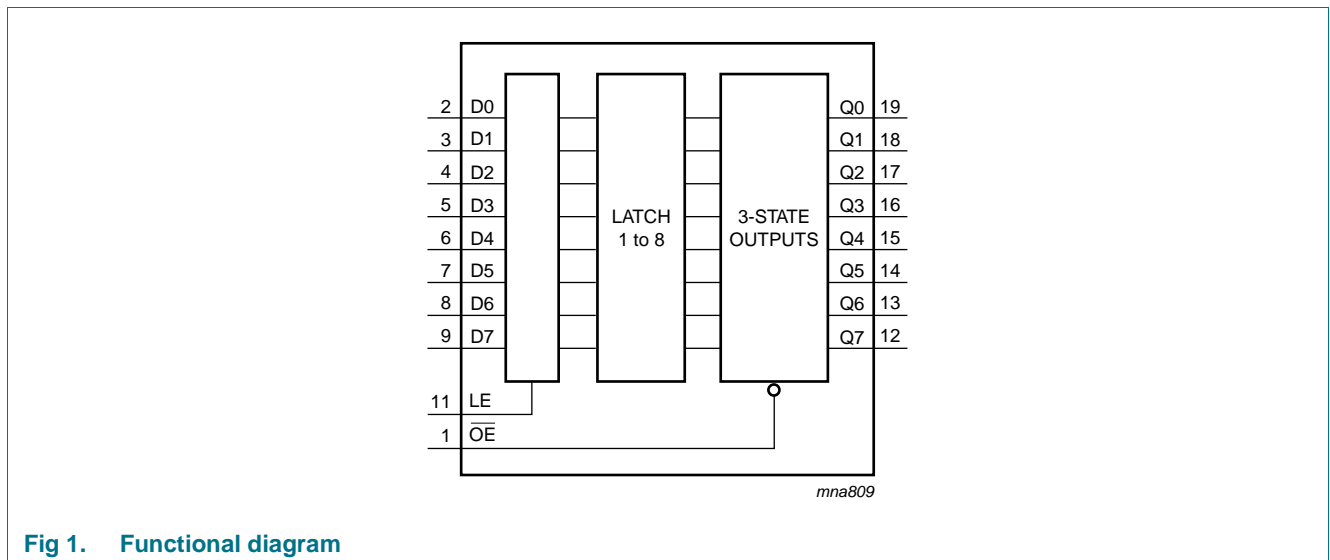 2 D0 Q0 19
3 D1 Q1 18
4 D2 Q2 17
5 D3 Q3 16
6 D4 Q4 15
7 D5 Q5 14
8 D6 Q6 13
9 D7 Q7 12
LATCH
1 to 8
3-STATE
OUTPUTS
11 LE
1 O̅E̅
mna809
Fig 1. Functional diagram